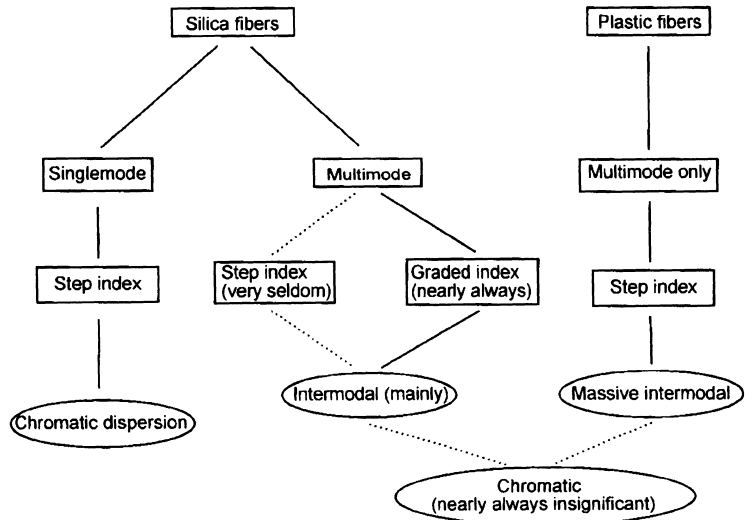 Silica fibers
Plastic fibers
Singlemode
Multimode
Multimode only
Step index
Step index
(very seldom)
Graded index
(nearly always)
Step index
Chromatic dispersion
Intermodal (mainly)
Massive intermodal
Chromatic
(nearly always insignificant)